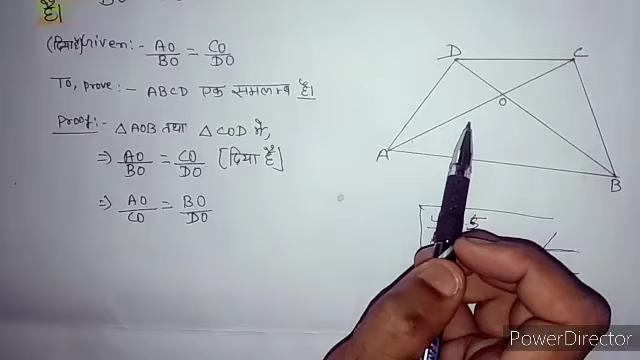 है।
(दिया है) Given:- AO/BO = CO/DO
To, prove:- ABCD एक समलम्ब है।
Proof:- △AOB तथा △COD में,
⇒ AO/BO = CO/DO [दिया है]
⇒ AO/CO = BO/DO
D C
O
A
B
5
PowerDirector